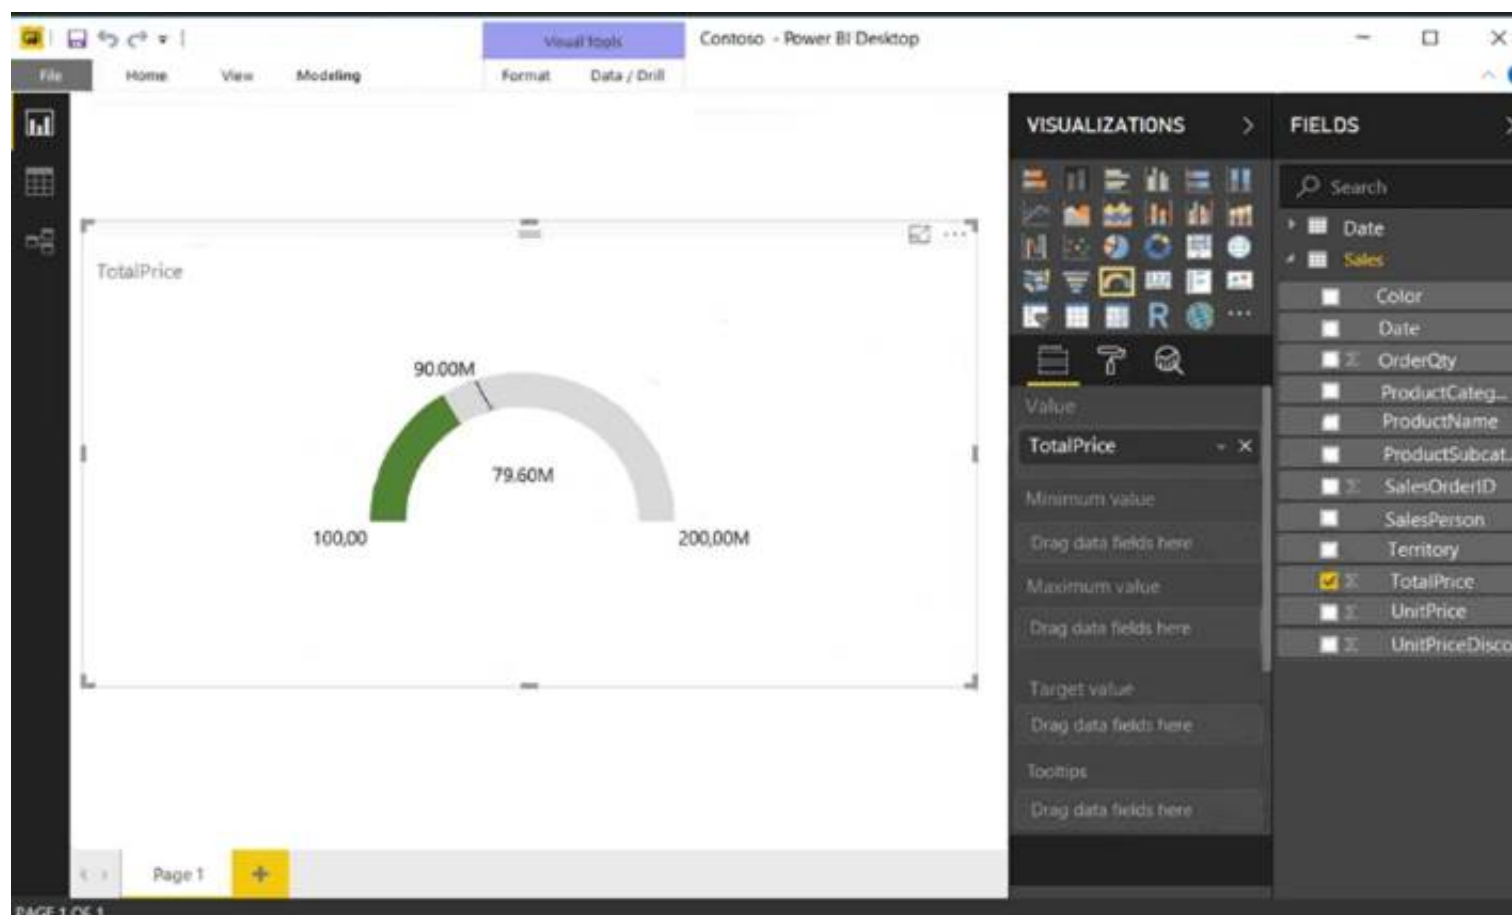 Visual tools
Contoso - Power BI Desktop
File
Home
View
Modeling
Format
Data / Drill
VISUALIZATIONS
FIELDS
Search
Date
Sales
Color
Date
OrderQty
ProductCateg...
ProductName
ProductSubcat..
SalesOrderID
SalesPerson
Territory
TotalPrice
UnitPrice
UnitPriceDisco
Value
TotalPrice
Minimum value
Drag data fields here
Maximum value
Drag data fields here
Target value
Drag data fields here
Tooltips
Drag data fields here
TotalPrice
90.00M
79.60M
100,00
200,00M
Page 1
PAGE 1 OF 1